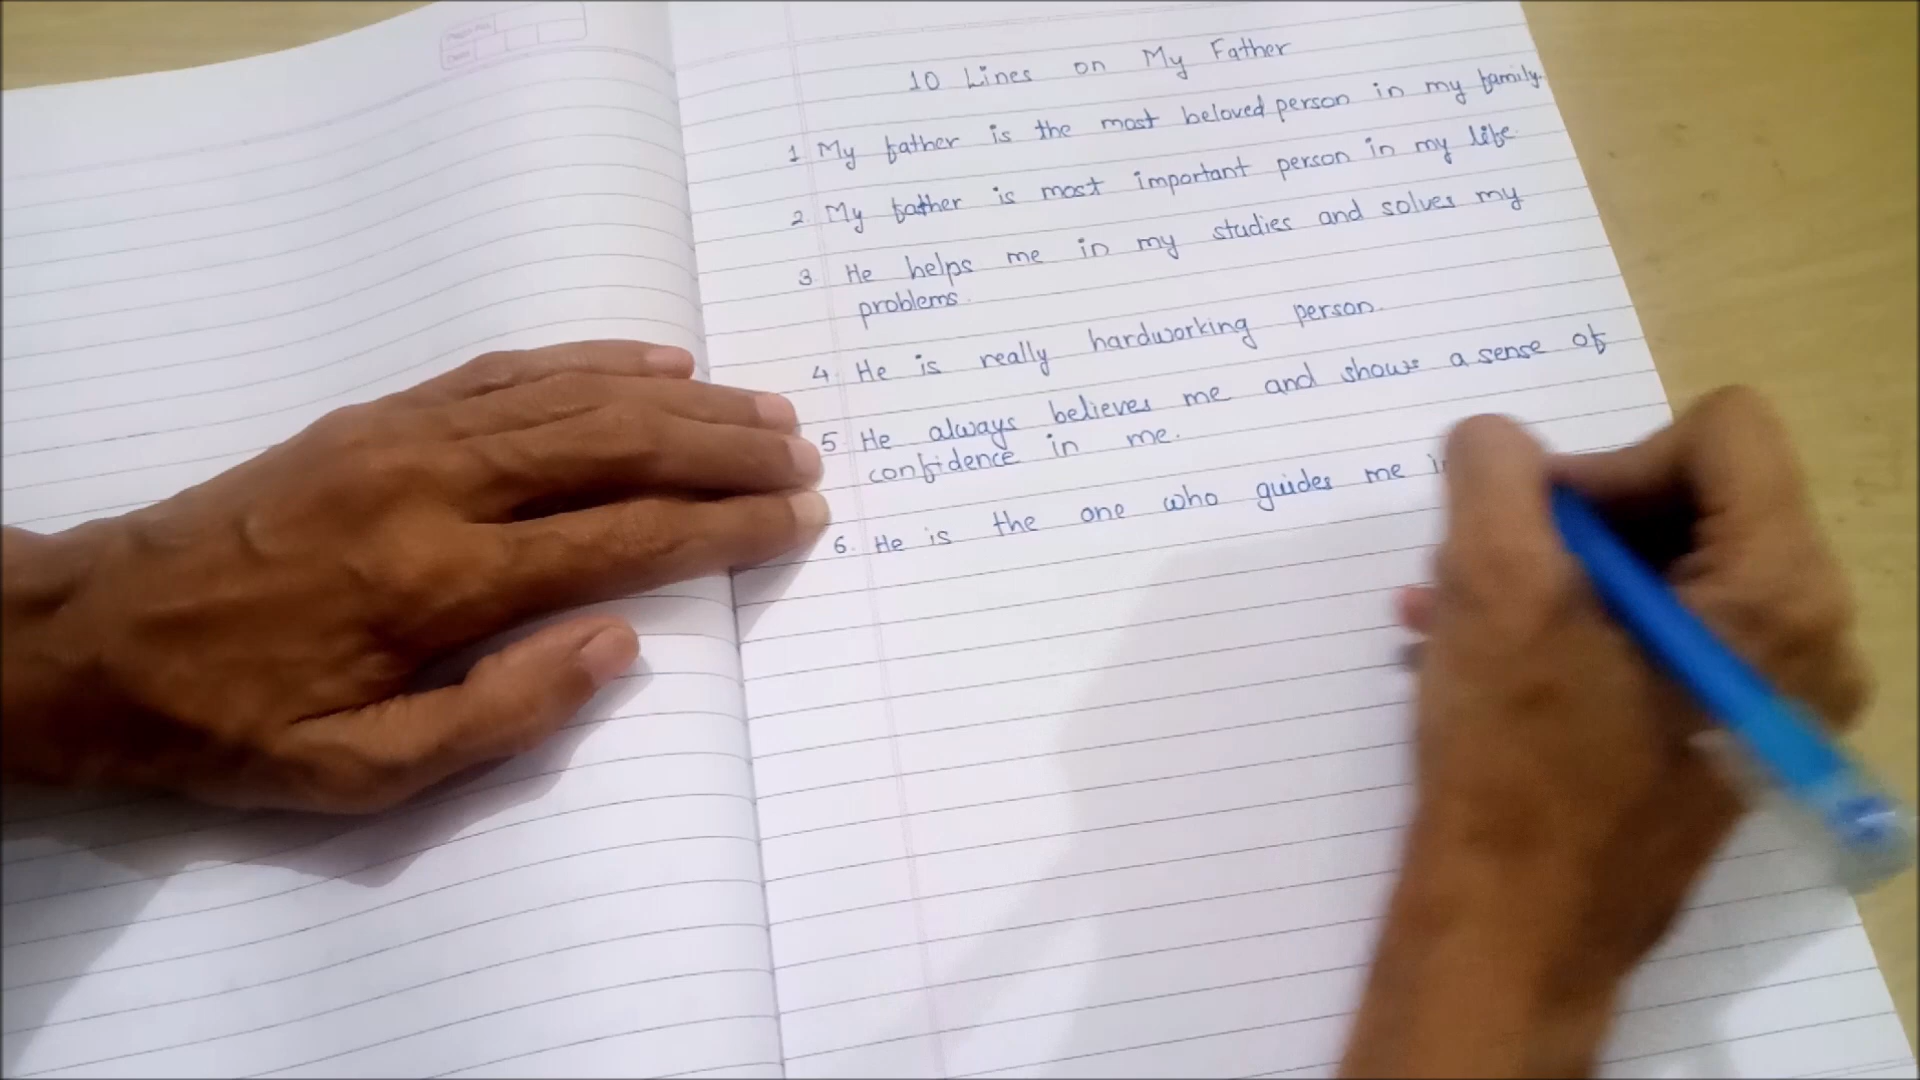 10 Lines on My Father
1 My father is the most beloved person in my family.
2. My father is most important person in my life
3. He helps me in my studies and solves my
problems.
4. He is really hardworking person.
5. He always believes me and shows a sense of
confidence in me.
6. He is the one who guides me